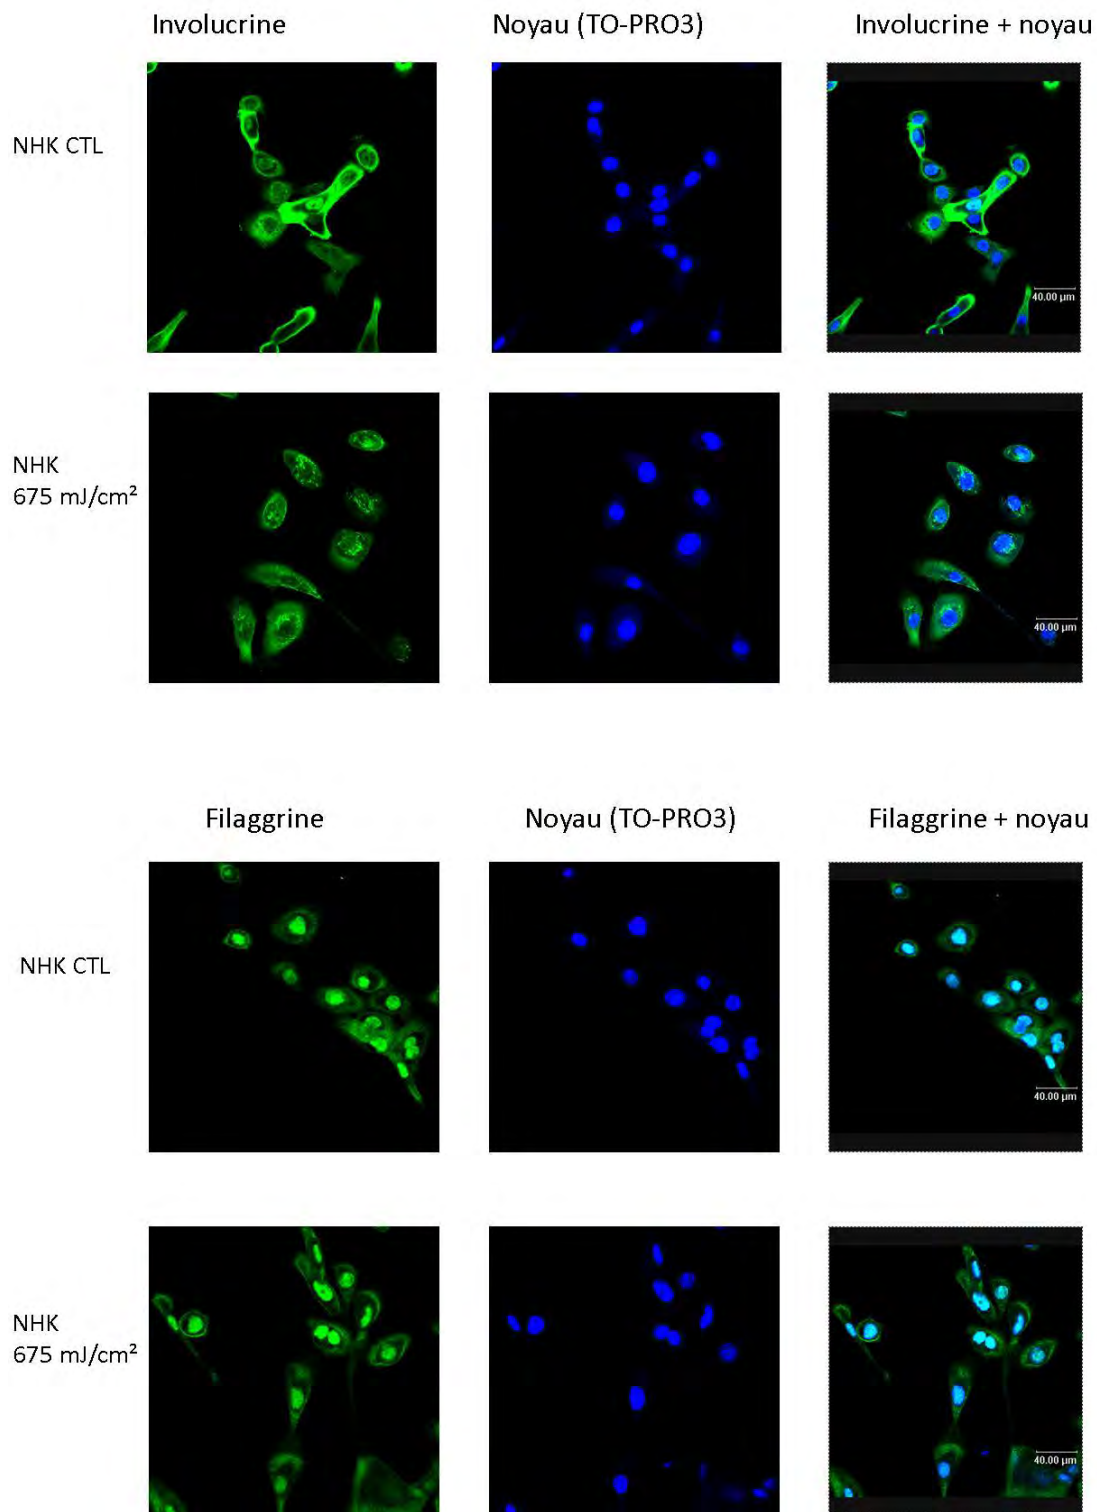 Involucrine
Noyau (TO-PRO3)
Involucrine + noyau
NHK CTL
40.00 µm
NHK
675 mJ/cm²
40.00 µm
Filaggrine
Noyau (TO-PRO3)
Filaggrine + noyau
NHK CTL
40.00 µm
NHK
675 mJ/cm²
40.00 µm